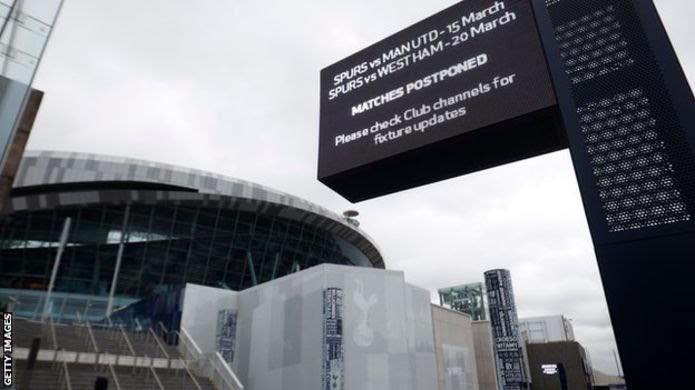 SPURS vs MAN UTD - 15 March
SPURS vs WEST HAM - 20 March
MATCHES POSTPONED
Please check Club channels for
fixture updates
GETTY IMAGES